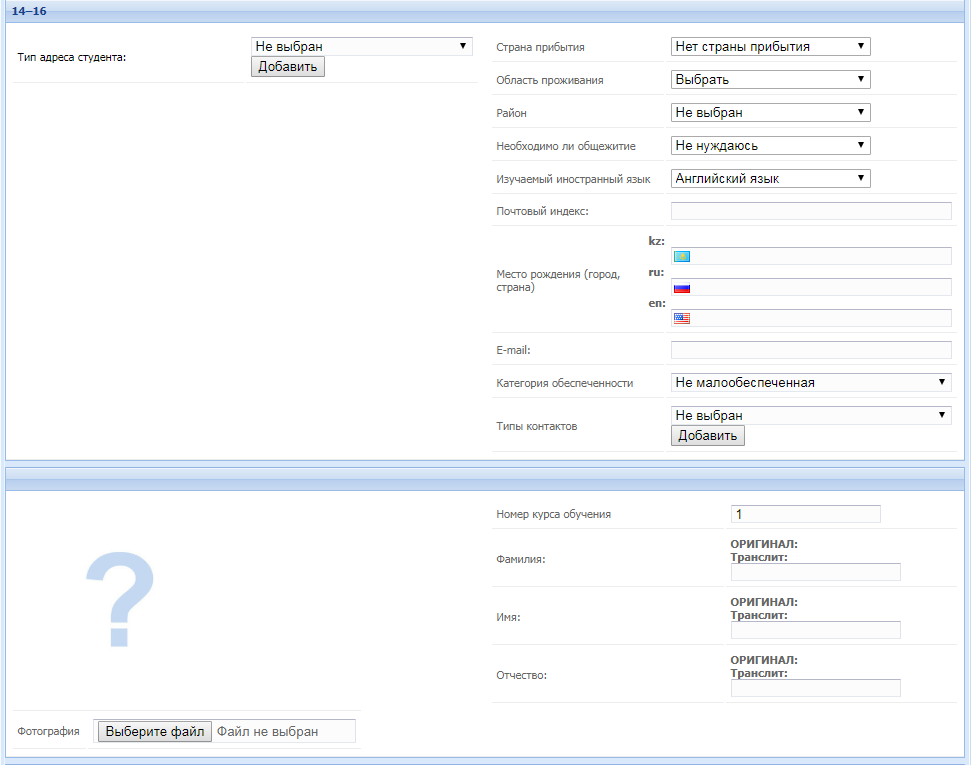 14–16
Тип адреса студента:
Не выбран
Добавить
Страна прибытия
Нет страны прибытия
Область проживания
Выбрать
Район
Не выбран
Необходимо ли общежитие
Не нуждаюсь
Изучаемый иностранный язык
Английский язык
Почтовый индекс:
Место рождения (город,
страна)
kz:
ru:
en:
E-mail:
Категория обеспеченности
Не малообеспеченная
Типы контактов
Не выбран
Добавить
?
Фотография
Выберите файл Файл не выбран
Номер курса обучения
1
Фамилия:
ОРИГИНАЛ:
Транслит:
Имя:
ОРИГИНАЛ:
Транслит:
Отчество:
ОРИГИНАЛ:
Транслит: